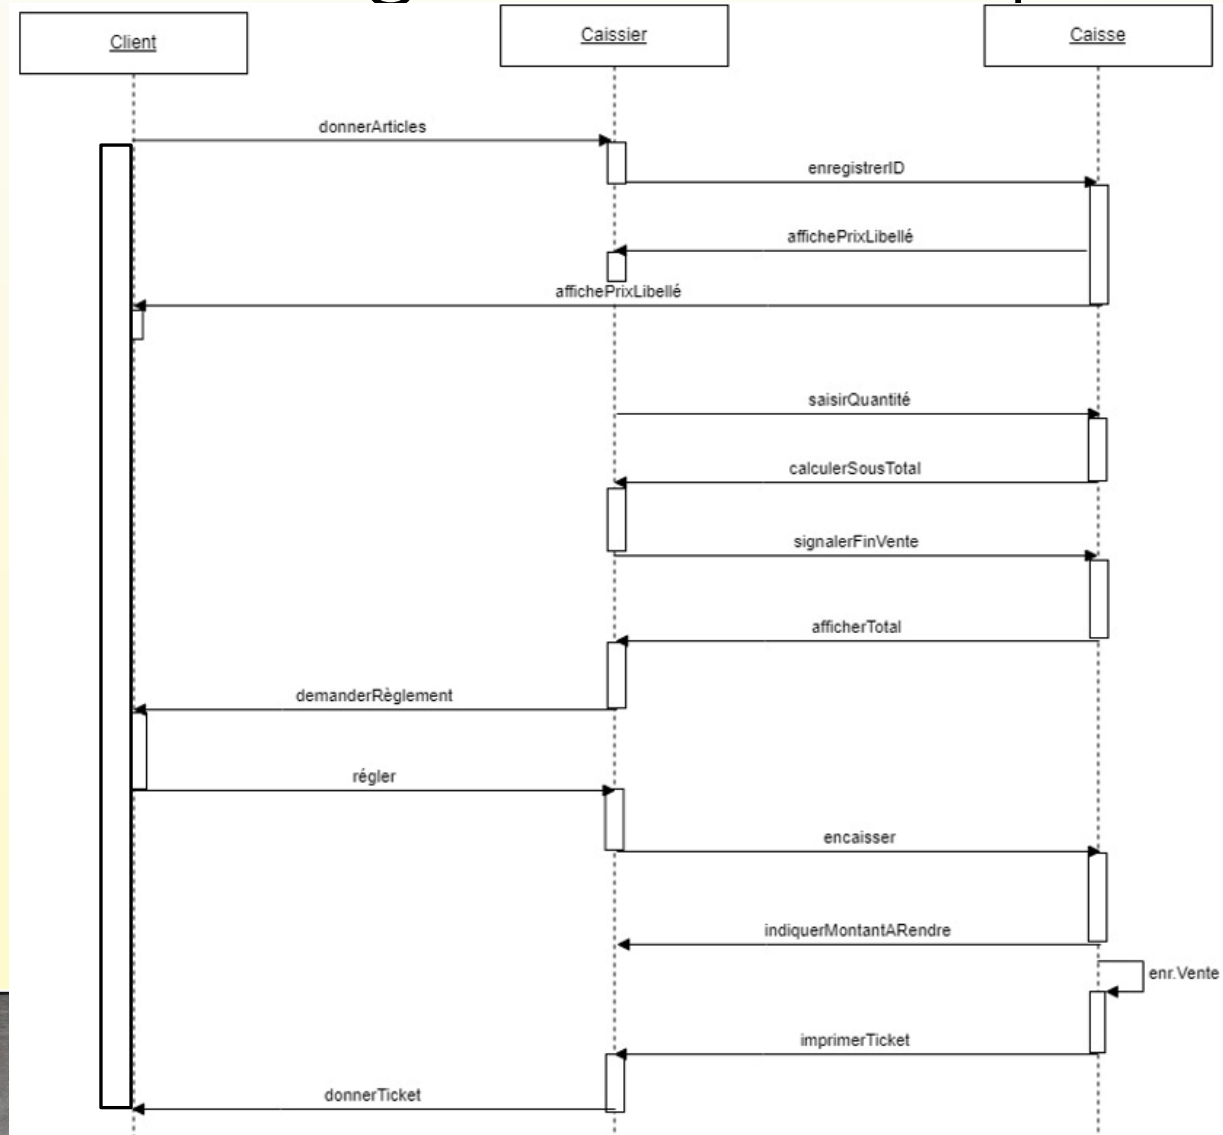 Client
Caissier
Caisse
donnerArticles
enregistrerID
affichePrixLibellé
affichePrixLibellé
saisirQuantité
calculerSousTotal
signalerFinVente
afficherTotal
demanderRèglement
régler
encaisser
indiquerMontantARendre
enr.Vente
imprimerTicket
donnerTicket